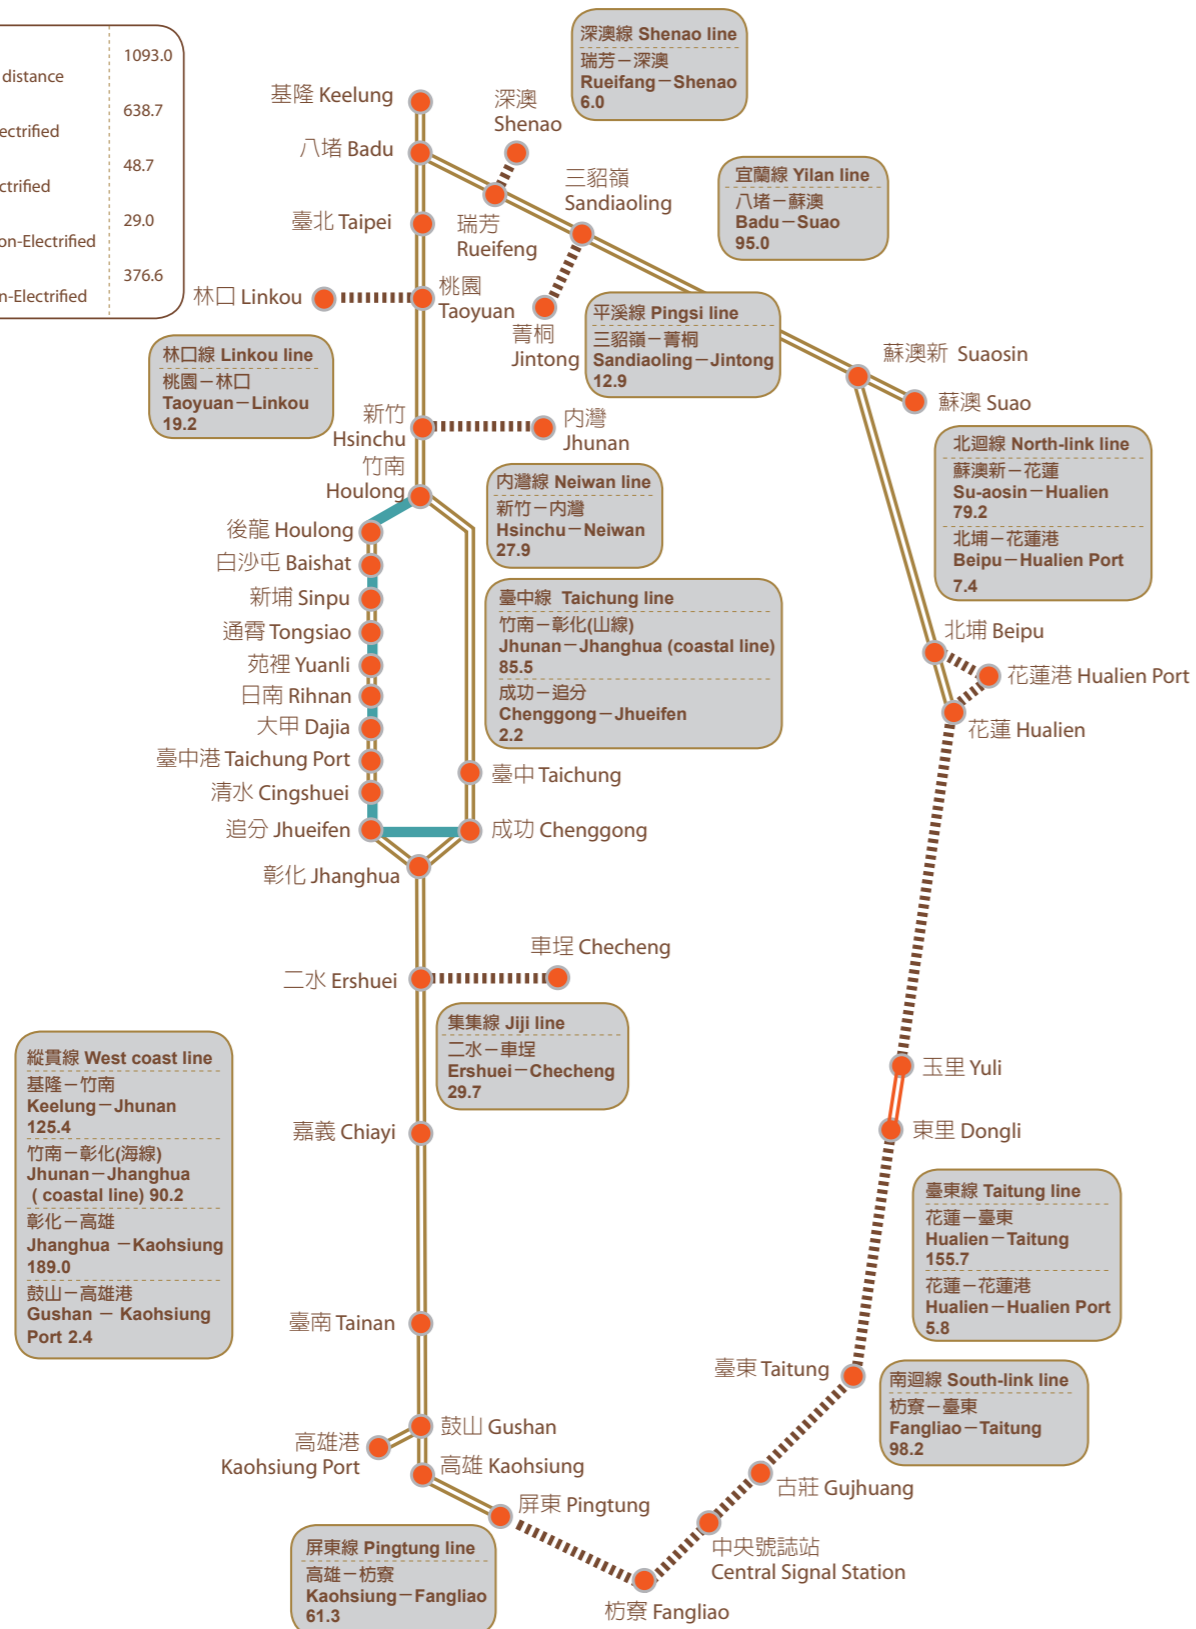 1093.0
distance
638.7
ectrified
48.7
ctrified
29.0
on-Electrified
376.6
n-Electrified
深澳線 Shenao line
瑞芳－深澳
Rueifang－Shenao
6.0
基隆 Keelung
深澳
Shenao
八堵 Badu
三貂嶺
Sandiaoling
宜蘭線 Yilan line
八堵－蘇澳
Badu－Suao
95.0
臺北 Taipei
瑞芳
Rueifeng
林口 Linkou
桃園
Taoyuan
菁桐
Jintong
平溪線 Pingsi line
三貂嶺－菁桐
Sandiaoling－Jintong
12.9
林口線 Linkou line
桃園－林口
Taoyuan－Linkou
19.2
蘇澳新 Suaosin
蘇澳 Suao
新竹
Hsinchu
內灣
Jhunan
竹南
Houlong
北迴線 North-link line
蘇澳新－花蓮
Su-aosin－Hualien
79.2
北埔－花蓮港
Beipu－Hualien Port
7.4
內灣線 Neiwan line
新竹－內灣
Hsinchu－Neiwan
27.9
後龍 Houlong
白沙屯 Baishat
新埔 Sinpu
通霄 Tongsiao
苑裡 Yuanli
日南 Rihnan
大甲 Dajia
臺中港 Taichung Port
清水 Cingshuei
追分 Jhueifen
臺中線 Taichung line
竹南－彰化(山線)
Jhunan－Jhanghua (coastal line)
85.5
成功－追分
Chenggong－Jhueifen
2.2
北埔 Beipu
花蓮港 Hualien Port
花蓮 Hualien
臺中 Taichung
成功 Chenggong
彰化 Jhanghua
車埕 Checheng
二水 Ershuei
集集線 Jiji line
二水－車埕
Ershuei－Checheng
29.7
縱貫線 West coast line
基隆－竹南
Keelung－Jhunan
125.4
竹南－彰化(海線)
Jhunan－Jhanghua
( coastal line) 90.2
彰化－高雄
Jhanghua －Kaohsiung
189.0
鼓山－高雄港
Gushan － Kaohsiung
Port 2.4
玉里 Yuli
東里 Dongli
嘉義 Chiayi
臺東線 Taitung line
花蓮－臺東
Hualien－Taitung
155.7
花蓮－花蓮港
Hualien－Hualien Port
5.8
臺南 Tainan
臺東 Taitung
南迴線 South-link line
枋寮－臺東
Fangliao－Taitung
98.2
鼓山 Gushan
高雄港
Kaohsiung Port
高雄 Kaohsiung
古莊 Gujhuang
屏東 Pingtung
中央號誌站
Central Signal Station
屏東線 Pingtung line
高雄－枋寮
Kaohsiung－Fangliao
61.3
枋寮 Fangliao